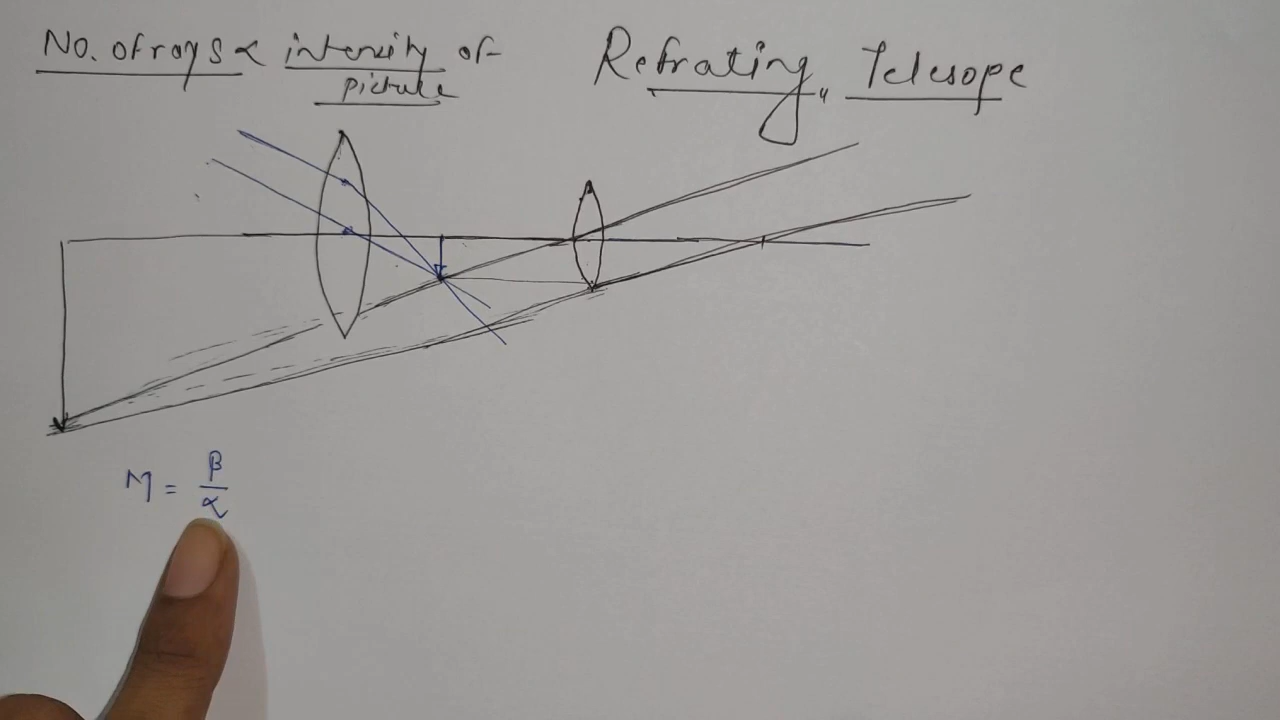 No. of rays ∝ intensity of
picture
Refrating Telesope
M = β/α